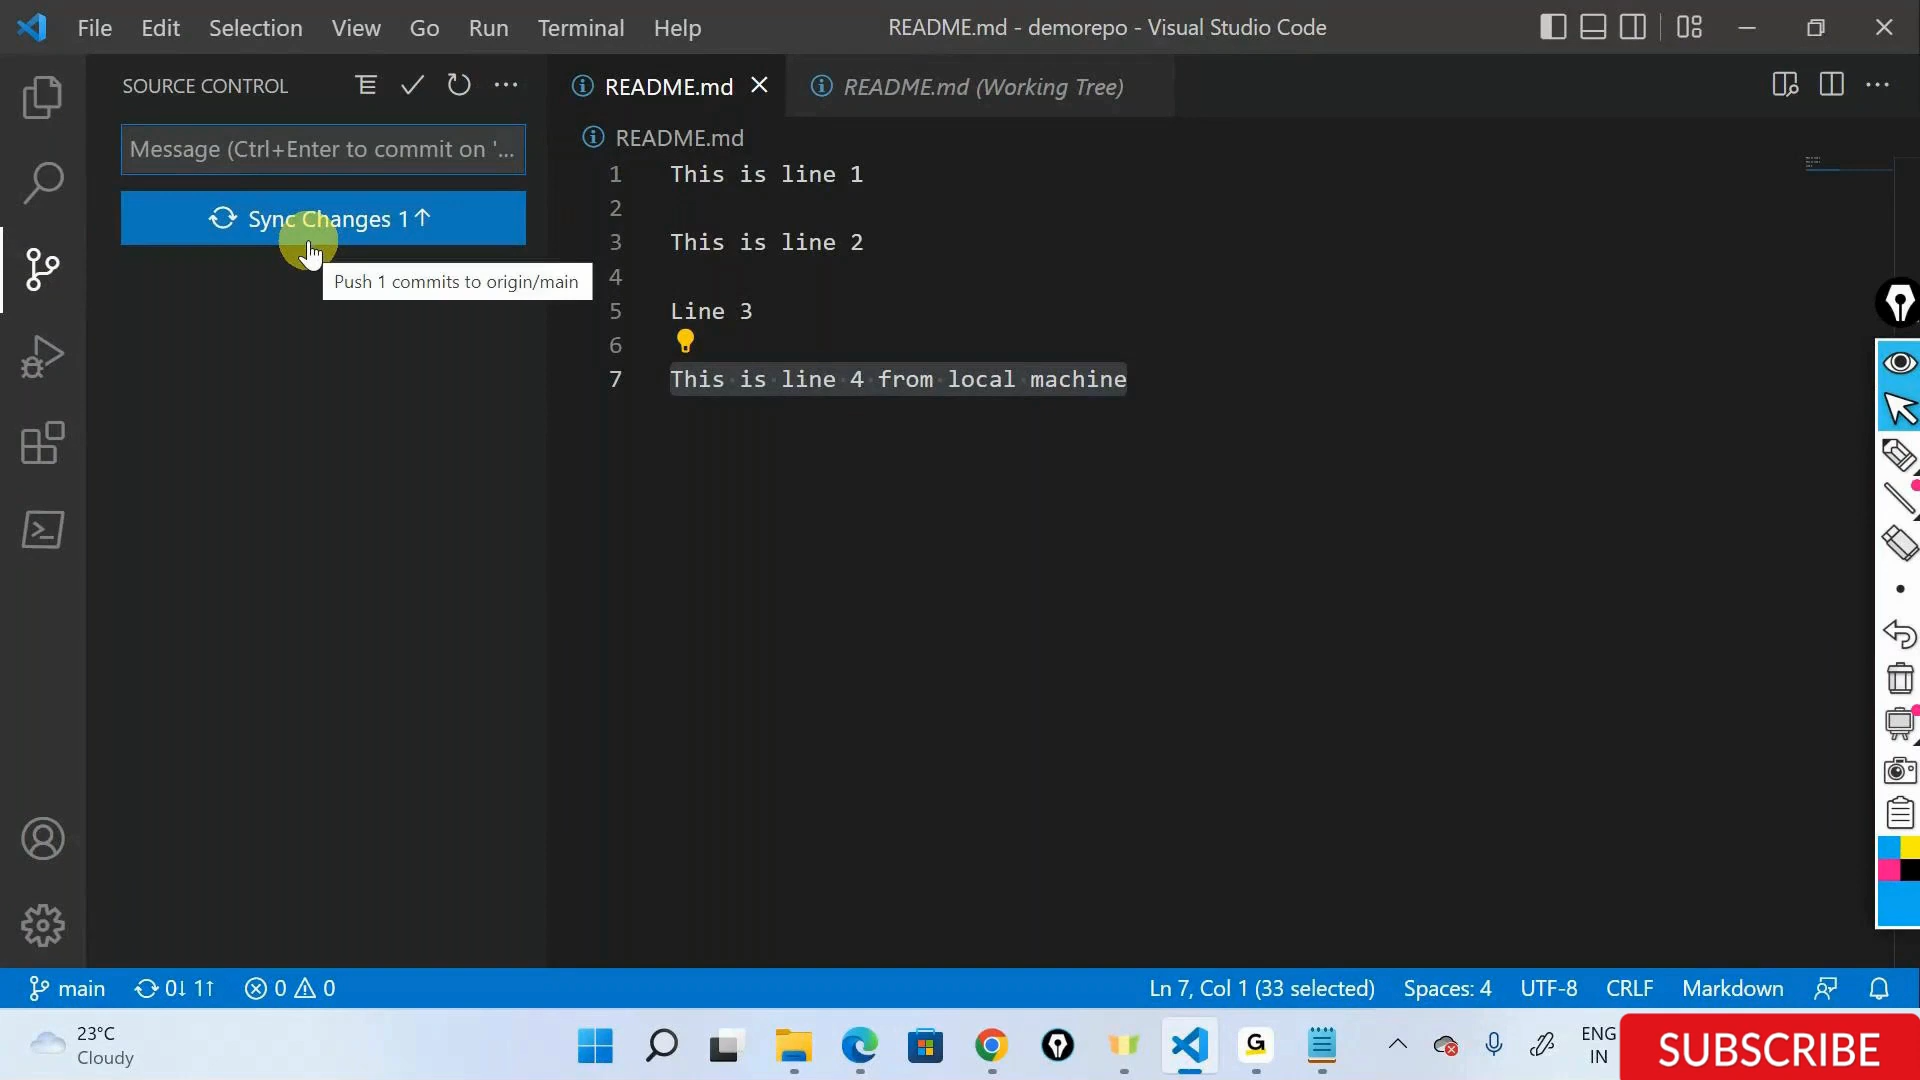 File Edit Selection View Go Run Terminal Help README.md - demorepo - Visual Studio Code
SOURCE CONTROL
README.md
README.md (Working Tree)
Message (Ctrl+Enter to commit on '...
README.md
Sync Changes 1↑
Push 1 commits to origin/main
1 This is line 1
2
3 This is line 2
4
5 Line 3
6
7 This is line 4 from local machine
main 0↓ 1↑ 0 0 Ln 7, Col 1 (33 selected) Spaces: 4 UTF-8 CRLF Markdown
23°C
Cloudy
G
ENG
IN
SUBSCRIBE